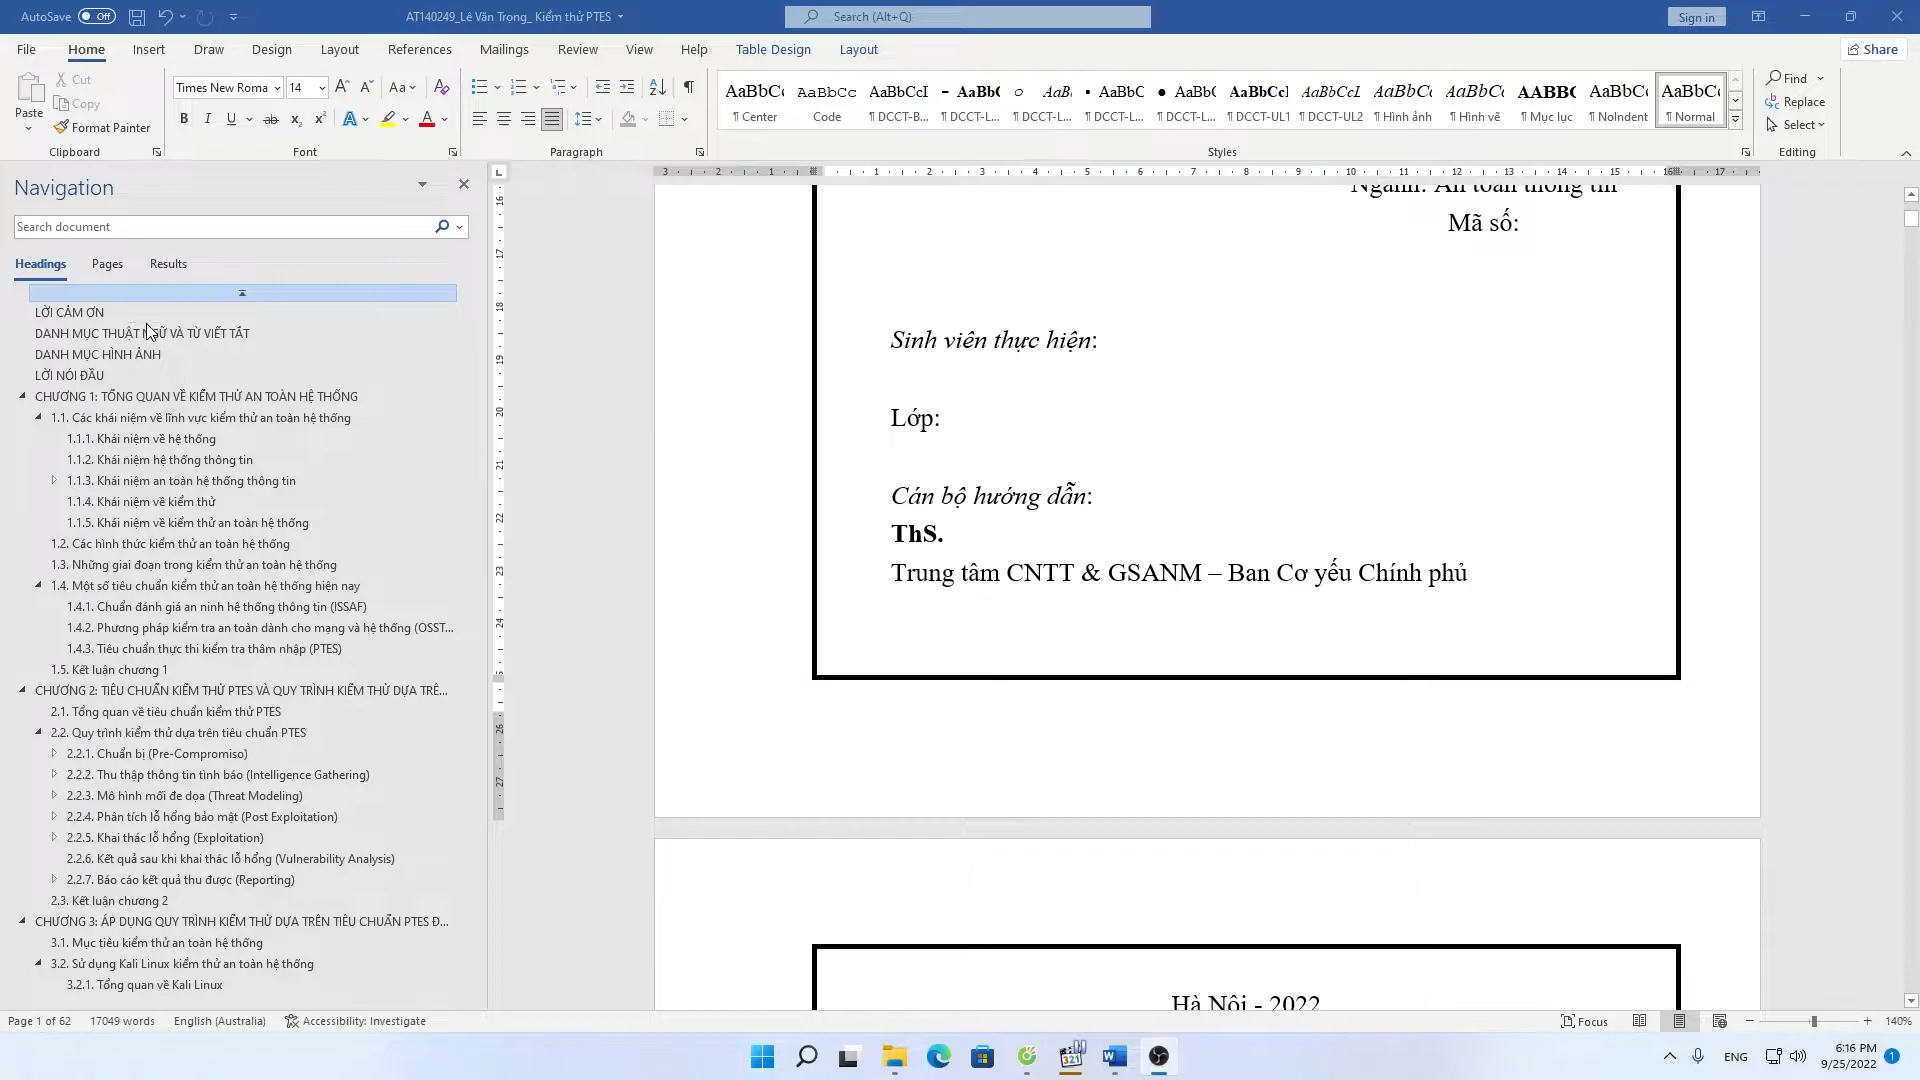 AutoSave Off AT140249_Lê Văn Trọng_ Kiểm thử PTES Search (Alt+Q) Sign in
File Home Insert Draw Design Layout References Mailings Review View Help Table Design Layout Share
Paste
Cut
Copy
Format Painter
Clipboard
Times New Roma 14
Font
Paragraph
AaBbC AaBbCc AaBbCcI - AaBb( ○ AaB. ▪ AaBbC ● AaBb( AaBbCcI AaBbCcL AaBbC AaBbC AABBC AaBbC AaBbC
¶ Center Code ¶ DCCT-B... ¶ DCCT-L... ¶ DCCT-L... ¶ DCCT-L... ¶ DCCT-L... ¶ DCCT-UL1 ¶ DCCT-UL2 ¶ Hình ảnh ¶ Hình vẽ ¶ Mục lục ¶ NoIndent ¶ Normal
Styles
Find
Replace
Select
Editing
Navigation
Search document
Headings Pages Results
LỜI CẢM ƠN
DANH MỤC THUẬT NGỮ VÀ TỪ VIẾT TẮT
DANH MỤC HÌNH ẢNH
LỜI NÓI ĐẦU
CHƯƠNG 1: TỔNG QUAN VỀ KIỂM THỬ AN TOÀN HỆ THỐNG
1.1. Các khái niệm về lĩnh vực kiểm thử an toàn hệ thống
1.1.1. Khái niệm về hệ thống
1.1.2. Khái niệm hệ thống thông tin
1.1.3. Khái niệm an toàn hệ thống thông tin
1.1.4. Khái niệm về kiểm thử
1.1.5. Khái niệm về kiểm thử an toàn hệ thống
1.2. Các hình thức kiểm thử an toàn hệ thống
1.3. Những giai đoạn trong kiểm thử an toàn hệ thống
1.4. Một số tiêu chuẩn kiểm thử an toàn hệ thống hiện nay
1.4.1. Chuẩn đánh giá an ninh hệ thống thông tin (ISSAF)
1.4.2. Phương pháp kiểm tra an toàn dành cho mạng và hệ thống (OSST...
1.4.3. Tiêu chuẩn thực thi kiểm tra thâm nhập (PTES)
1.5. Kết luận chương 1
CHƯƠNG 2: TIÊU CHUẨN KIỂM THỬ PTES VÀ QUY TRÌNH KIỂM THỬ DỰA TRÊ...
2.1. Tổng quan về tiêu chuẩn kiểm thử PTES
2.2. Quy trình kiểm thử dựa trên tiêu chuẩn PTES
2.2.1. Chuẩn bị (Pre-Compromiso)
2.2.2. Thu thập thông tin tình báo (Intelligence Gathering)
2.2.3. Mô hình mối đe dọa (Threat Modeling)
2.2.4. Phân tích lỗ hổng bảo mật (Post Exploitation)
2.2.5. Khai thác lỗ hổng (Exploitation)
2.2.6. Kết quả sau khi khai thác lỗ hổng (Vulnerability Analysis)
2.2.7. Báo cáo kết quả thu được (Reporting)
2.3. Kết luận chương 2
CHƯƠNG 3: ÁP DỤNG QUY TRÌNH KIỂM THỬ DỰA TRÊN TIÊU CHUẨN PTES Đ...
3.1. Mục tiêu kiểm thử an toàn hệ thống
3.2. Sử dụng Kali Linux kiểm thử an toàn hệ thống
3.2.1. Tổng quan về Kali Linux
Ngành: An toàn thông tin
Mã số:
Sinh viên thực hiện:
Lớp:
Cán bộ hướng dẫn:
ThS.
Trung tâm CNTT & GSANM – Ban Cơ yếu Chính phủ
Hà Nội - 2022
Page 1 of 62 17049 words English (Australia) Accessibility: Investigate Focus 140%
ENG 6:16 PM
9/25/2022 1